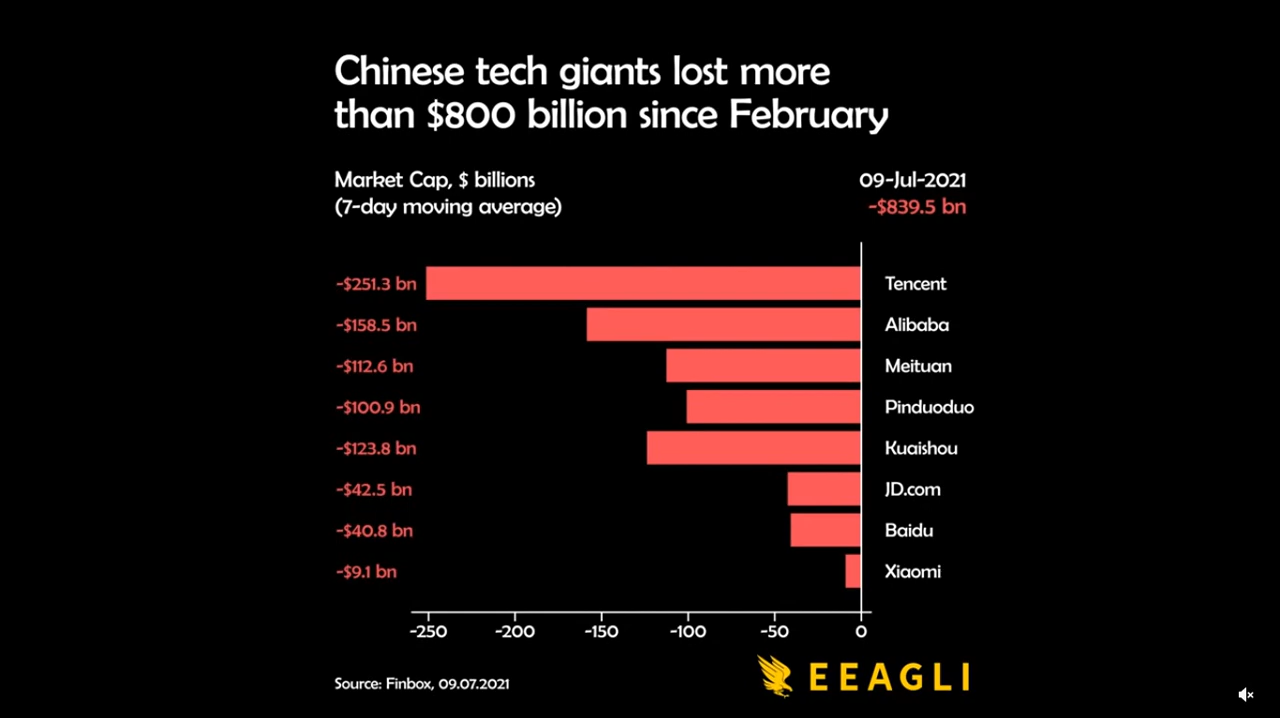 Chinese tech giants lost more
than $800 billion since February
Market Cap, $ billions
(7-day moving average)
09-Jul-2021
-$839.5 bn
-$251.3 bn Tencent
-$158.5 bn Alibaba
-$112.6 bn Meituan
-$100.9 bn Pinduoduo
-$123.8 bn Kuaishou
-$42.5 bn JD.com
-$40.8 bn Baidu
-$9.1 bn Xiaomi
-250 -200 -150 -100 -50 0
Source: Finbox, 09.07.2021
EEAGLI